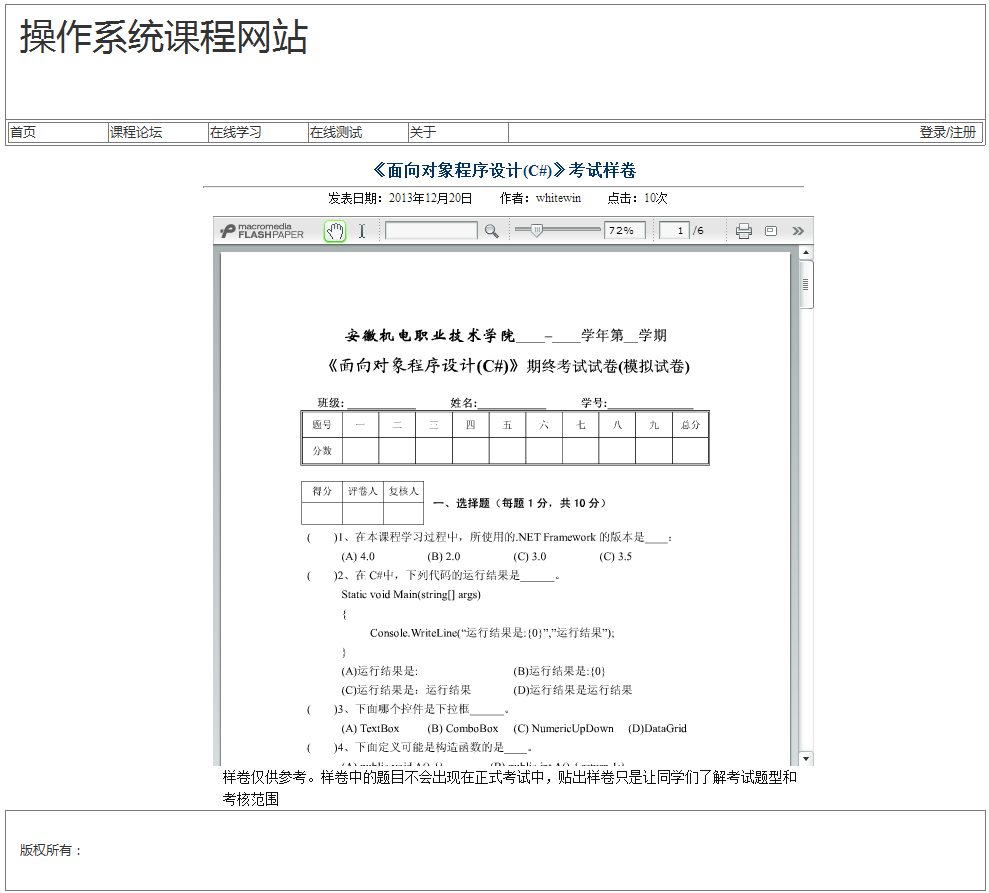 操作系统课程网站
首页 课程论坛 在线学习 在线测试 关于 登录/注册
《面向对象程序设计(C#)》考试样卷
发表日期：2013年12月20日 作者：whitewin 点击：10次
macromedia
FLASHPAPER
72% 1 /6
安徽机电职业技术学院____–____学年第__学期
《面向对象程序设计(C#)》期终考试试卷(模拟试卷)
班级:____________ 姓名:____________ 学号:____________
题号 一 二 三 四 五 六 七 八 九 总分
分数
得分 评卷人 复核人
一、选择题（每题 1 分，共 10 分）
( )1、在本课程学习过程中，所使用的.NET Framework 的版本是____：
(A) 4.0 (B) 2.0 (C) 3.0 (C) 3.5
( )2、在 C#中，下列代码的运行结果是______。
Static void Main(string[] args)
{
Console.WriteLine(“运行结果是:{0}”,”运行结果”);
}
(A)运行结果是: (B)运行结果是:{0}
(C)运行结果是：运行结果 (D)运行结果是运行结果
( )3、下面哪个控件是下拉框______。
(A) TextBox (B) ComboBox (C) NumericUpDown (D)DataGrid
( )4、下面定义可能是构造函数的是____。
(A) public void A() {} (B) public int A() { return 1;}
样卷仅供参考。样卷中的题目不会出现在正式考试中，贴出样卷只是让同学们了解考试题型和
考核范围
版权所有：